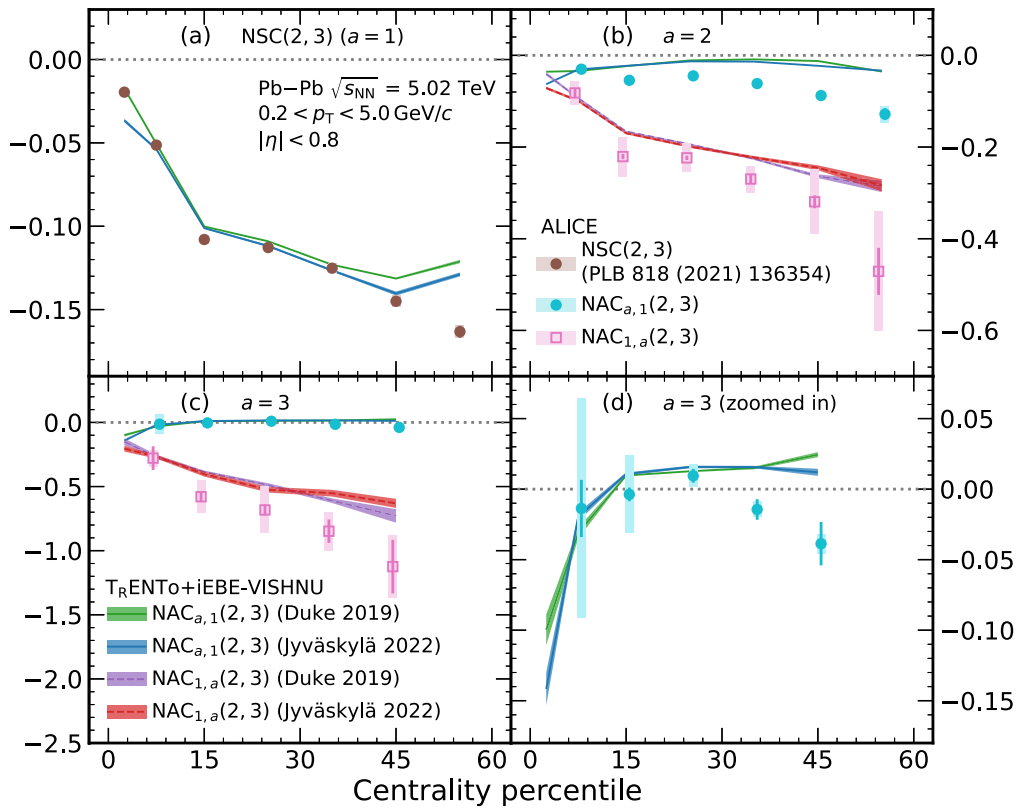 (a) NSC(2, 3) (a = 1)
Pb−Pb √sNN = 5.02 TeV
0.2 < pT < 5.0 GeV/c
|η| < 0.8
0.00
−0.05
−0.10
−0.15
(b) a = 2
0.0
−0.2
−0.4
−0.6
ALICE
NSC(2, 3)
(PLB 818 (2021) 136354)
NACa,1(2, 3)
NAC1,a(2, 3)
(c) a = 3
0.0
−0.5
−1.0
−1.5
−2.0
−2.5
TRENTo+iEBE-VISHNU
NACa,1(2, 3) (Duke 2019)
NACa,1(2, 3) (Jyväskylä 2022)
NAC1,a(2, 3) (Duke 2019)
NAC1,a(2, 3) (Jyväskylä 2022)
(d) a = 3 (zoomed in)
0.05
0.00
−0.05
−0.10
−0.15
0 15 30 45 60
0 15 30 45 60
Centrality percentile